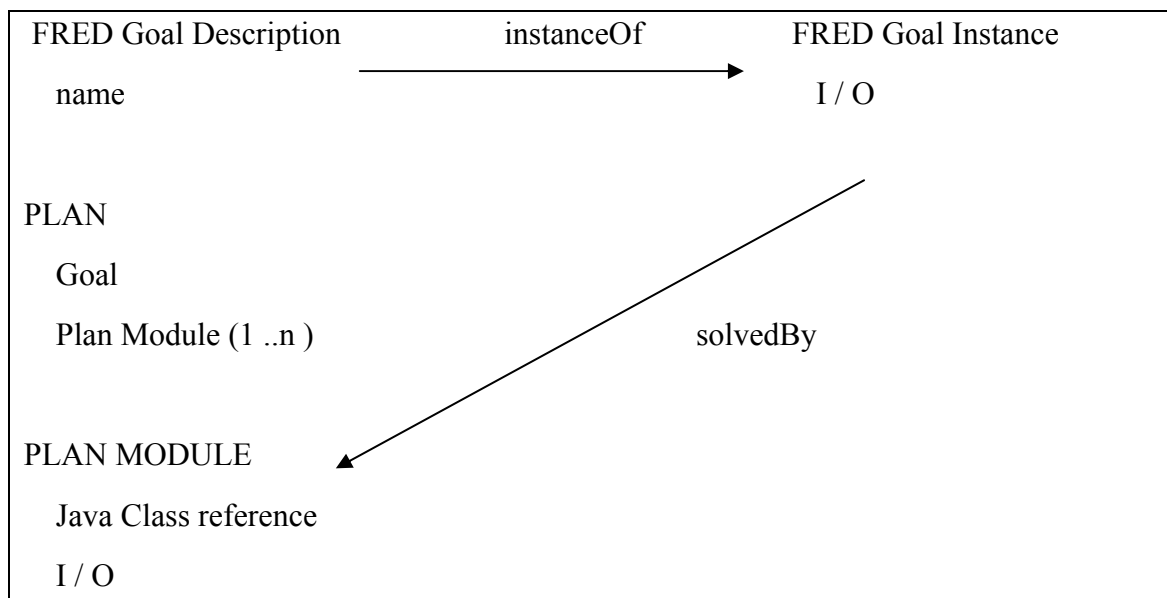 FRED Goal Description instanceOf FRED Goal Instance
name I / O
PLAN
Goal
Plan Module (1 ..n ) solvedBy
PLAN MODULE
Java Class reference
I / O